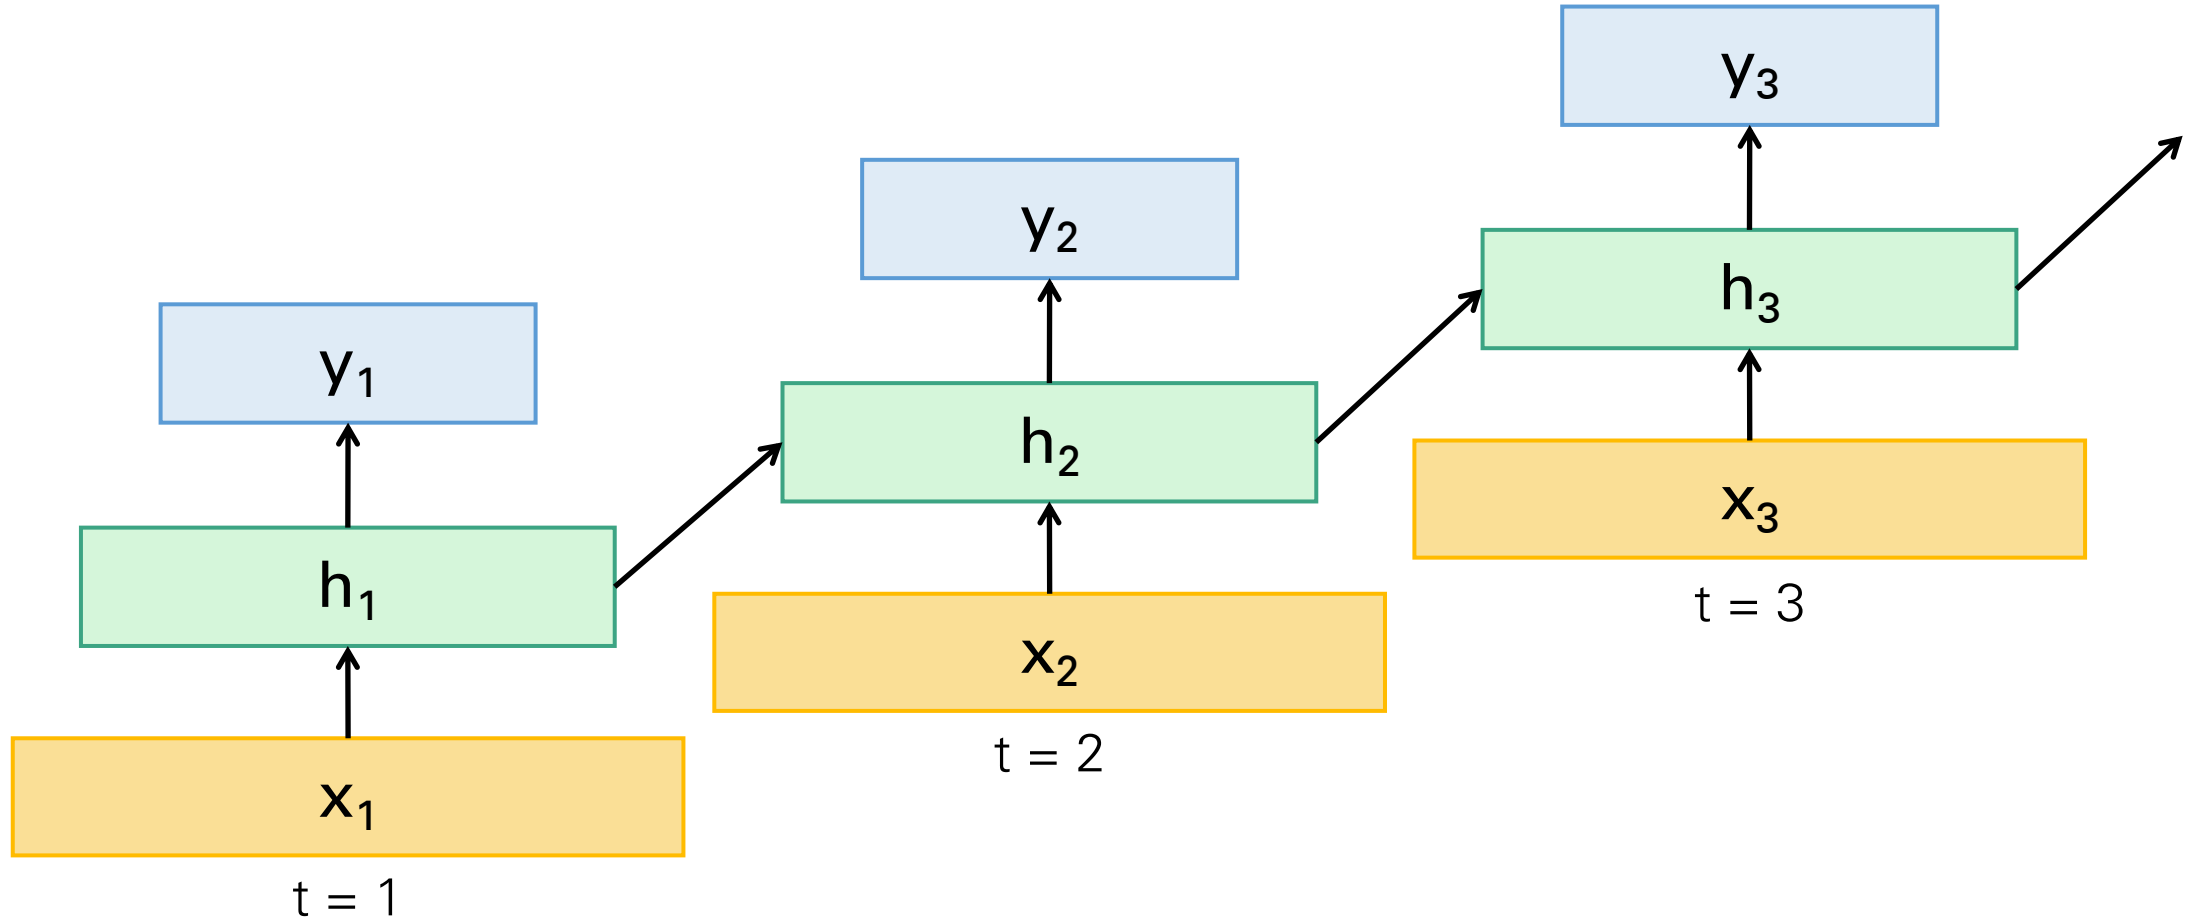 y₁
h₁
x₁
t = 1
y₂
h₂
x₂
t = 2
y₃
h₃
x₃
t = 3